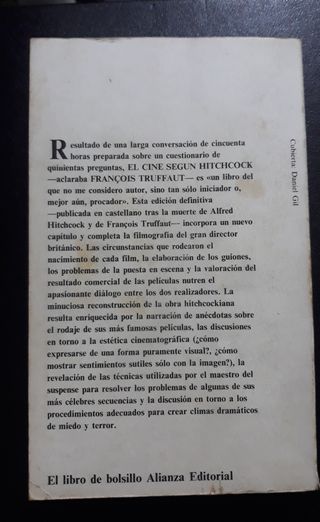 Resultado de una larga conversación de cincuenta
horas preparada sobre un cuestionario de
quinientas preguntas, EL CINE SEGUN HITCHCOCK
—aclaraba FRANÇOIS TRUFFAUT— es «un libro del
que no me considero autor, sino tan sólo iniciador o,
mejor aún, procador». Esta edición definitiva
—publicada en castellano tras la muerte de Alfred
Hitchcock y de François Truffaut— incorpora un nuevo
capítulo y completa la filmografía del gran director
británico. Las circunstancias que rodearon el
nacimiento de cada film, la elaboración de los guiones,
los problemas de la puesta en escena y la valoración del
resultado comercial de las películas nutren el
apasionante diálogo entre los dos realizadores. La
minuciosa reconstrucción de la obra hitchcockiana
resulta enriquecida por la narración de anécdotas sobre
el rodaje de sus más famosas películas, las discusiones
en torno a la estética cinematográfica (¿cómo
expresarse de una forma puramente visual?, ¿cómo
mostrar sentimientos sutiles sólo con la imagen?), la
revelación de las técnicas utilizadas por el maestro del
suspense para resolver los problemas de algunas de sus
más célebres secuencias y la discusión en torno a los
procedimientos adecuados para crear climas dramáticos
de miedo y terror.
El libro de bolsillo Alianza Editorial
Cubierta: Daniel Gil